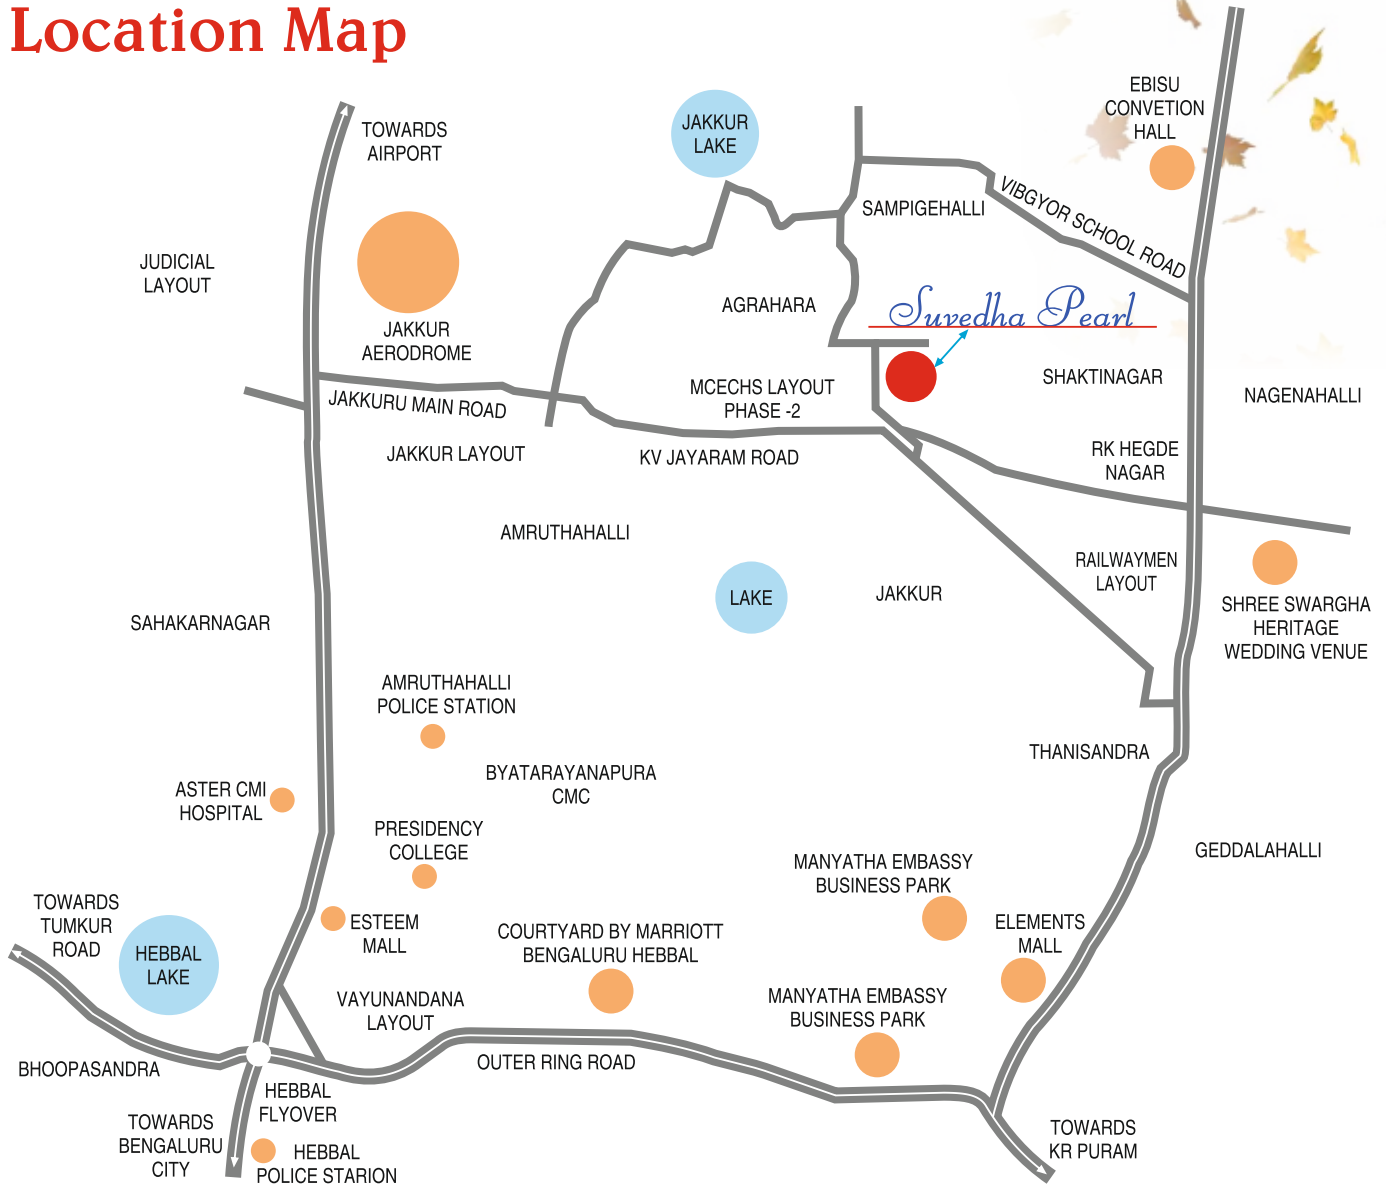 Location Map
TOWARDS
AIRPORT
JAKKUR
LAKE
EBISU
CONVETION
HALL
SAMPIGEHALLI
VIBGYOR SCHOOL ROAD
JUDICIAL
LAYOUT
JAKKUR
AERODROME
AGRAHARA
Suvedha Pearl
JAKKURU MAIN ROAD
MCECHS LAYOUT
PHASE -2
SHAKTINAGAR
NAGENAHALLI
JAKKUR LAYOUT
KV JAYARAM ROAD
RK HEGDE
NAGAR
AMRUTHAHALLI
LAKE
JAKKUR
RAILWAYMEN
LAYOUT
SHREE SWARGHA
HERITAGE
WEDDING VENUE
SAHAKARNAGAR
AMRUTHAHALLI
POLICE STATION
THANISANDRA
ASTER CMI
HOSPITAL
BYATARAYANAPURA
CMC
PRESIDENCY
COLLEGE
GEDDALAHALLI
MANYATHA EMBASSY
BUSINESS PARK
TOWARDS
TUMKUR
ROAD
HEBBAL
LAKE
ESTEEM
MALL
COURTYARD BY MARRIOTT
BENGALURU HEBBAL
ELEMENTS
MALL
VAYUNANDANA
LAYOUT
MANYATHA EMBASSY
BUSINESS PARK
BHOOPASANDRA
OUTER RING ROAD
HEBBAL
FLYOVER
TOWARDS
BENGALURU
CITY
HEBBAL
POLICE STARION
TOWARDS
KR PURAM